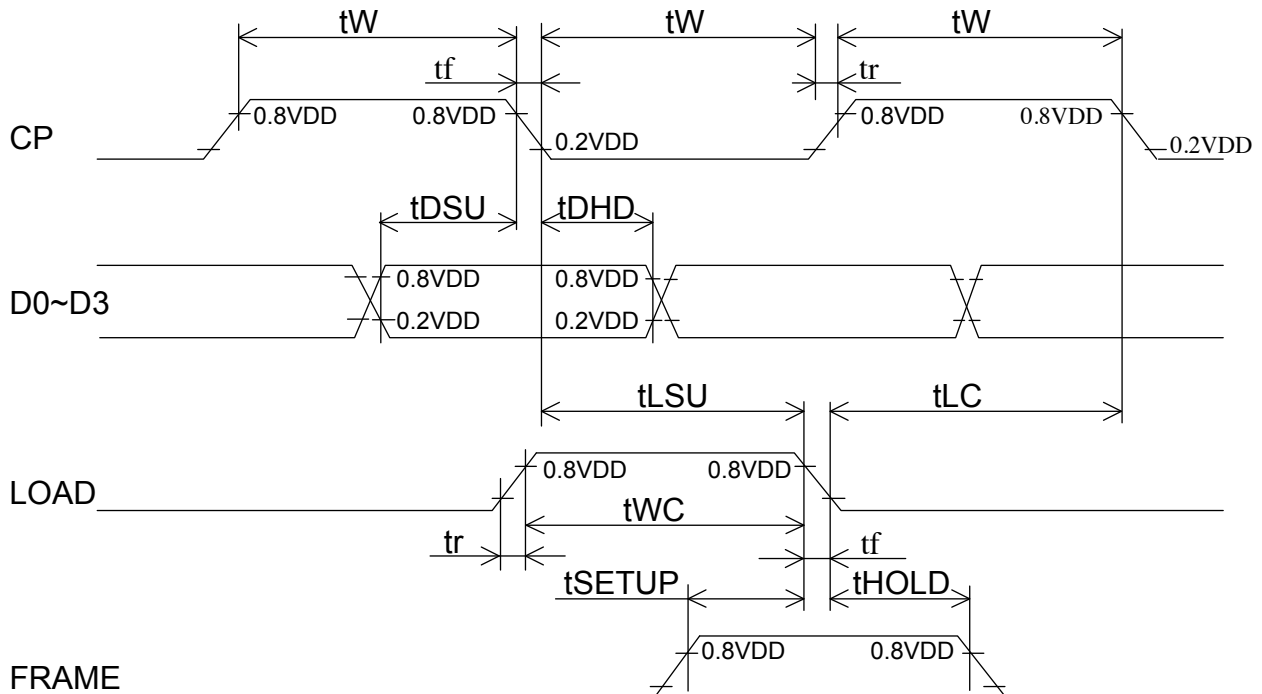 tW tW tW
tf tr
CP 0.8VDD 0.8VDD 0.2VDD 0.8VDD 0.8VDD 0.2VDD
tDSU tDHD
0.8VDD 0.8VDD
D0~D3
0.2VDD 0.2VDD
tLSU tLC
LOAD 0.8VDD 0.8VDD
tWC
tr tf
tSETUP tHOLD
0.8VDD 0.8VDD
FRAME